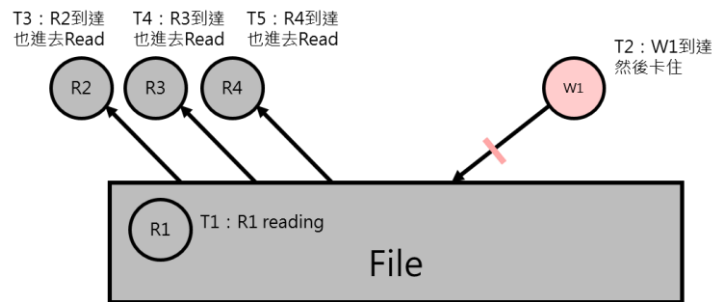 T3：R2到達
也進去Read
T4：R3到達
也進去Read
T5：R4到達
也進去Read
T2：W1到達
然後卡住
R2
R3
R4
W1
R1
T1：R1 reading
File